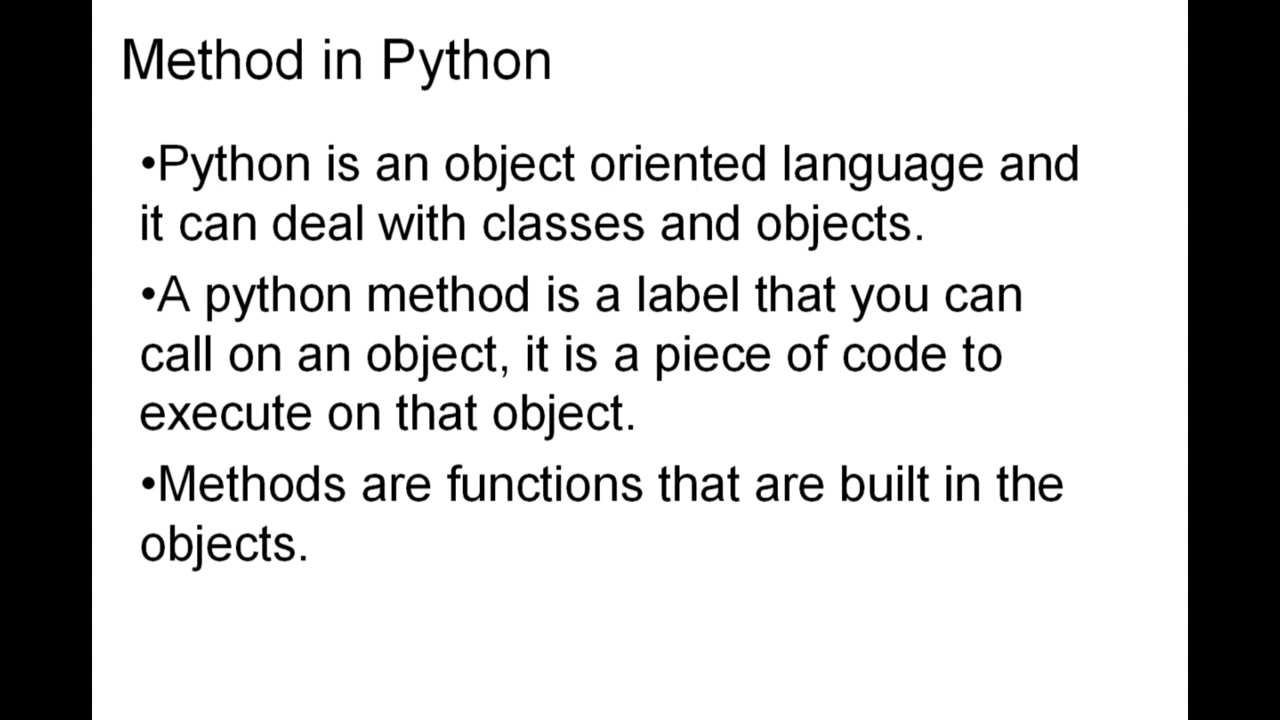 Method in Python
•Python is an object oriented language and
it can deal with classes and objects.
•A python method is a label that you can
call on an object, it is a piece of code to
execute on that object.
•Methods are functions that are built in the
objects.